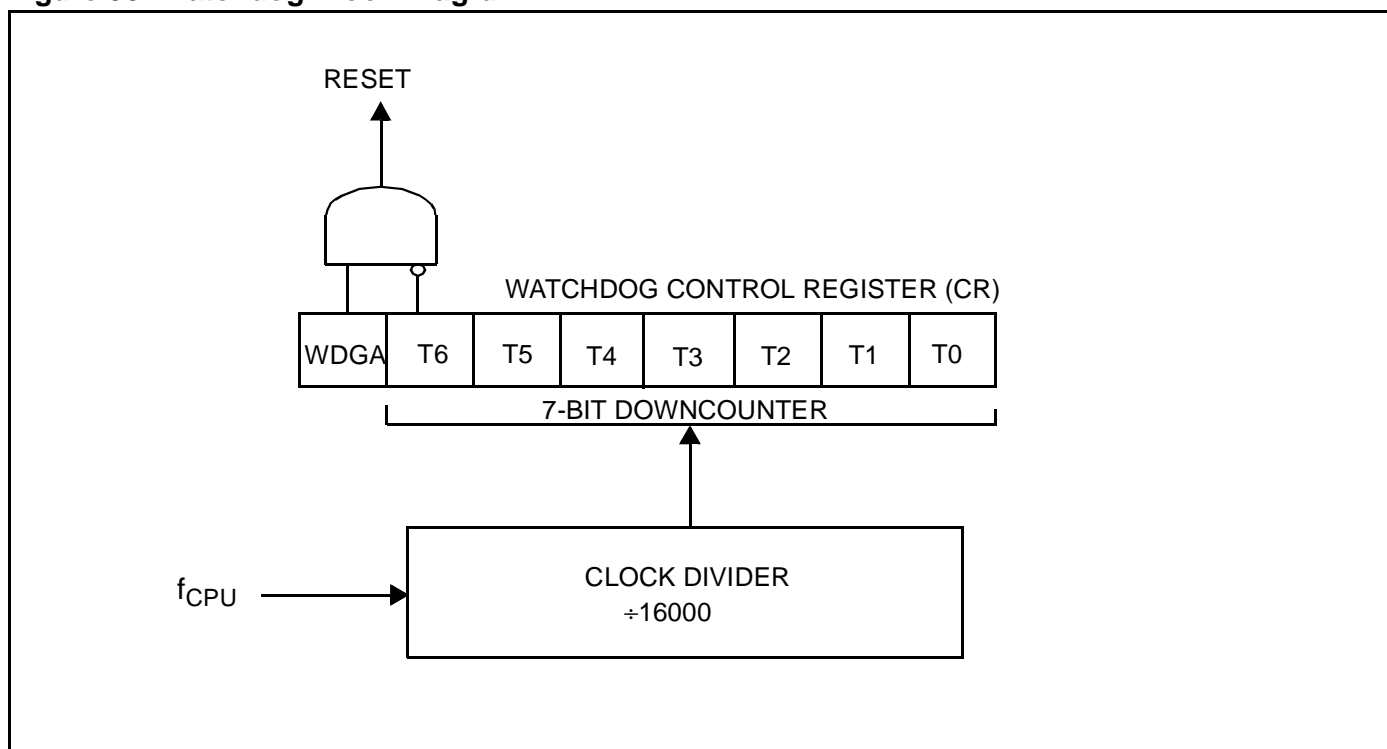 RESET
WATCHDOG CONTROL REGISTER (CR)
WDGA T6 T5 T4 T3 T2 T1 T0
7-BIT DOWNCOUNTER
fCPU
CLOCK DIVIDER
÷16000